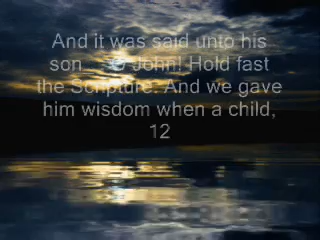 And it was said unto his
son ... O John! Hold fast
the Scripture. And we gave
him wisdom when a child,
12